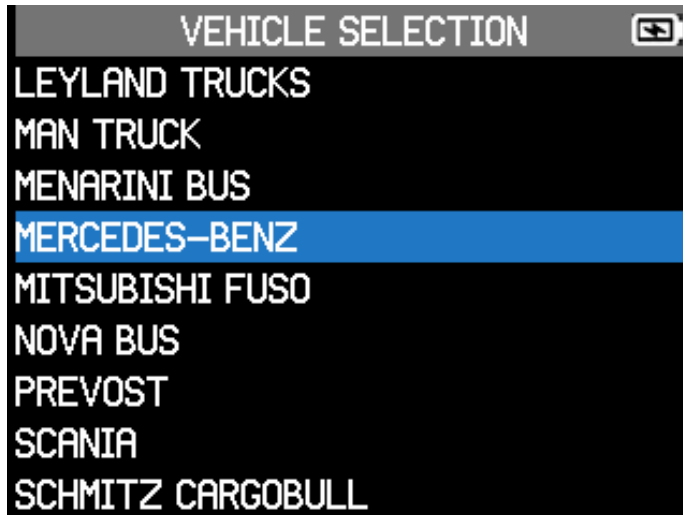 VEHICLE SELECTION
LEYLAND TRUCKS
MAN TRUCK
MENARINI BUS
MERCEDES-BENZ
MITSUBISHI FUSO
NOVA BUS
PREVOST
SCANIA
SCHMITZ CARGOBULL